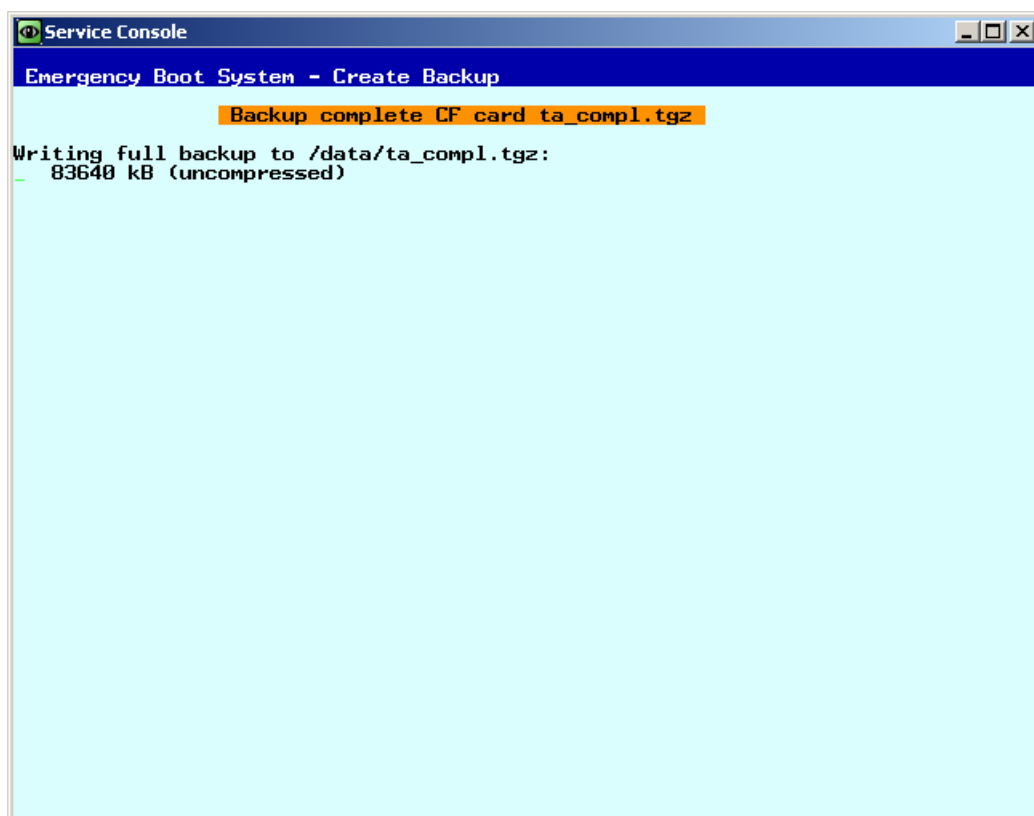 Service Console
Emergency Boot System - Create Backup
Backup complete CF card ta_compl.tgz
Writing full backup to /data/ta_compl.tgz:
_  83640 kB (uncompressed)